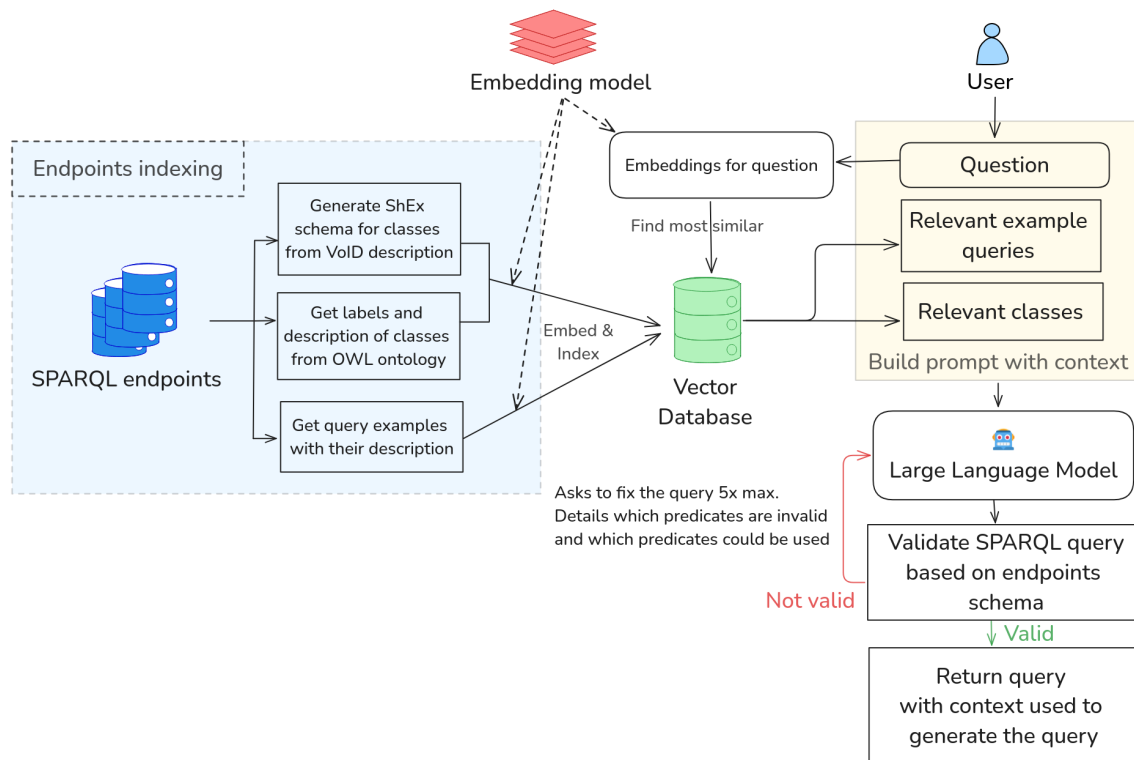 Embedding model
User
Endpoints indexing
Generate ShEx
schema for classes
from VoID description
Get labels and
description of classes
from OWL ontology
Get query examples
with their description
SPARQL endpoints
Embed &
Index
Embeddings for question
Find most similar
Vector
Database
Question
Relevant example
queries
Relevant classes
Build prompt with context
Large Language Model
Asks to fix the query 5x max.
Details which predicates are invalid
and which predicates could be used
Not valid
Validate SPARQL query
based on endpoints
schema
Valid
Return query
with context used to
generate the query